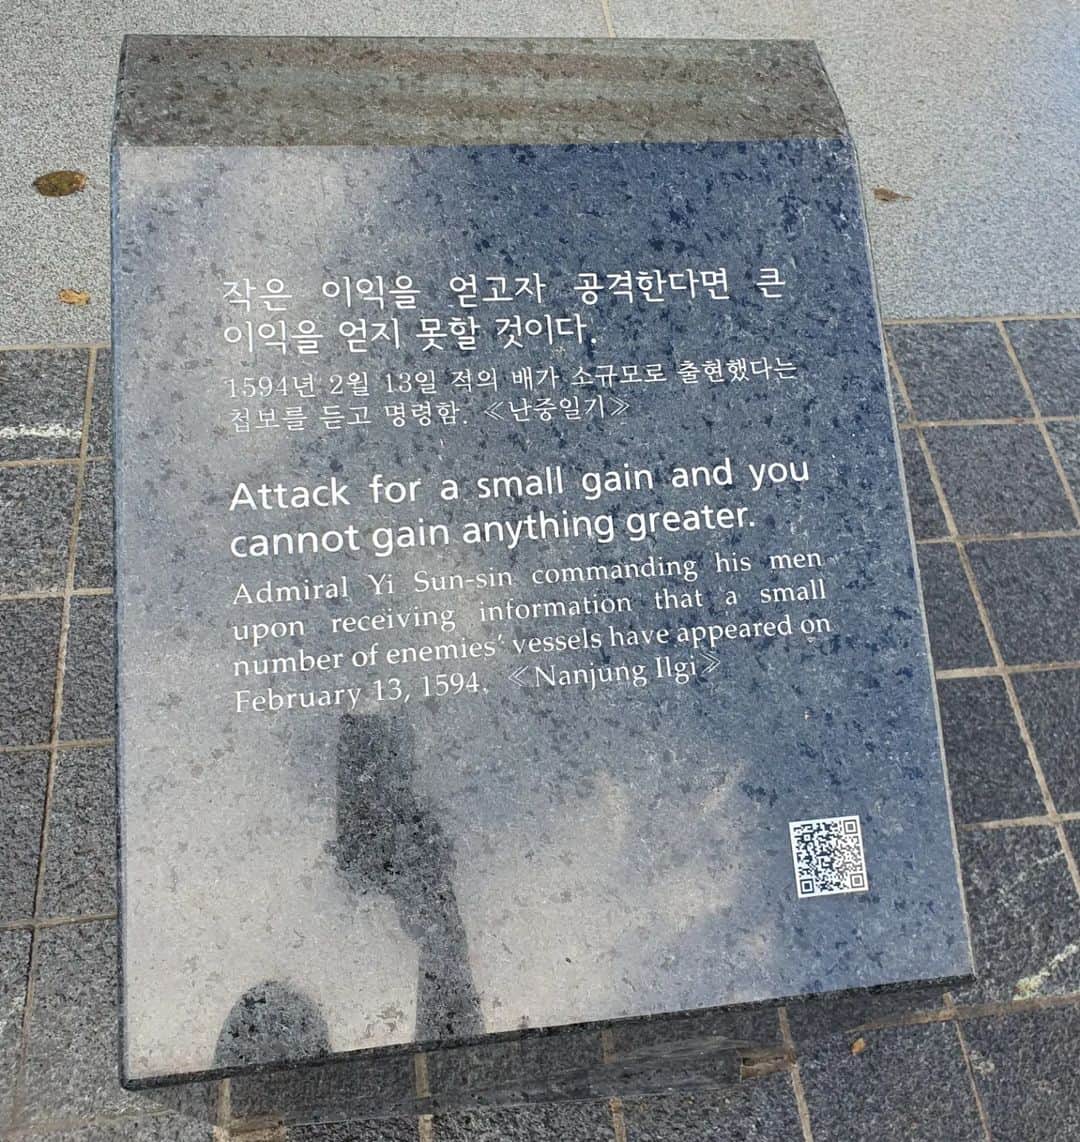 작은 이익을 얻고자 공격한다면 큰
이익을 얻지 못할 것이다.
1594년 2월 13일 적의 배가 소규모로 출현했다는
첩보를 듣고 명령함. ≪난중일기≫
Attack for a small gain and you
cannot gain anything greater.
Admiral Yi Sun-sin commanding his men
upon receiving information that a small
number of enemies’ vessels have appeared on
February 13, 1594. ≪Nanjung Ilgi≫